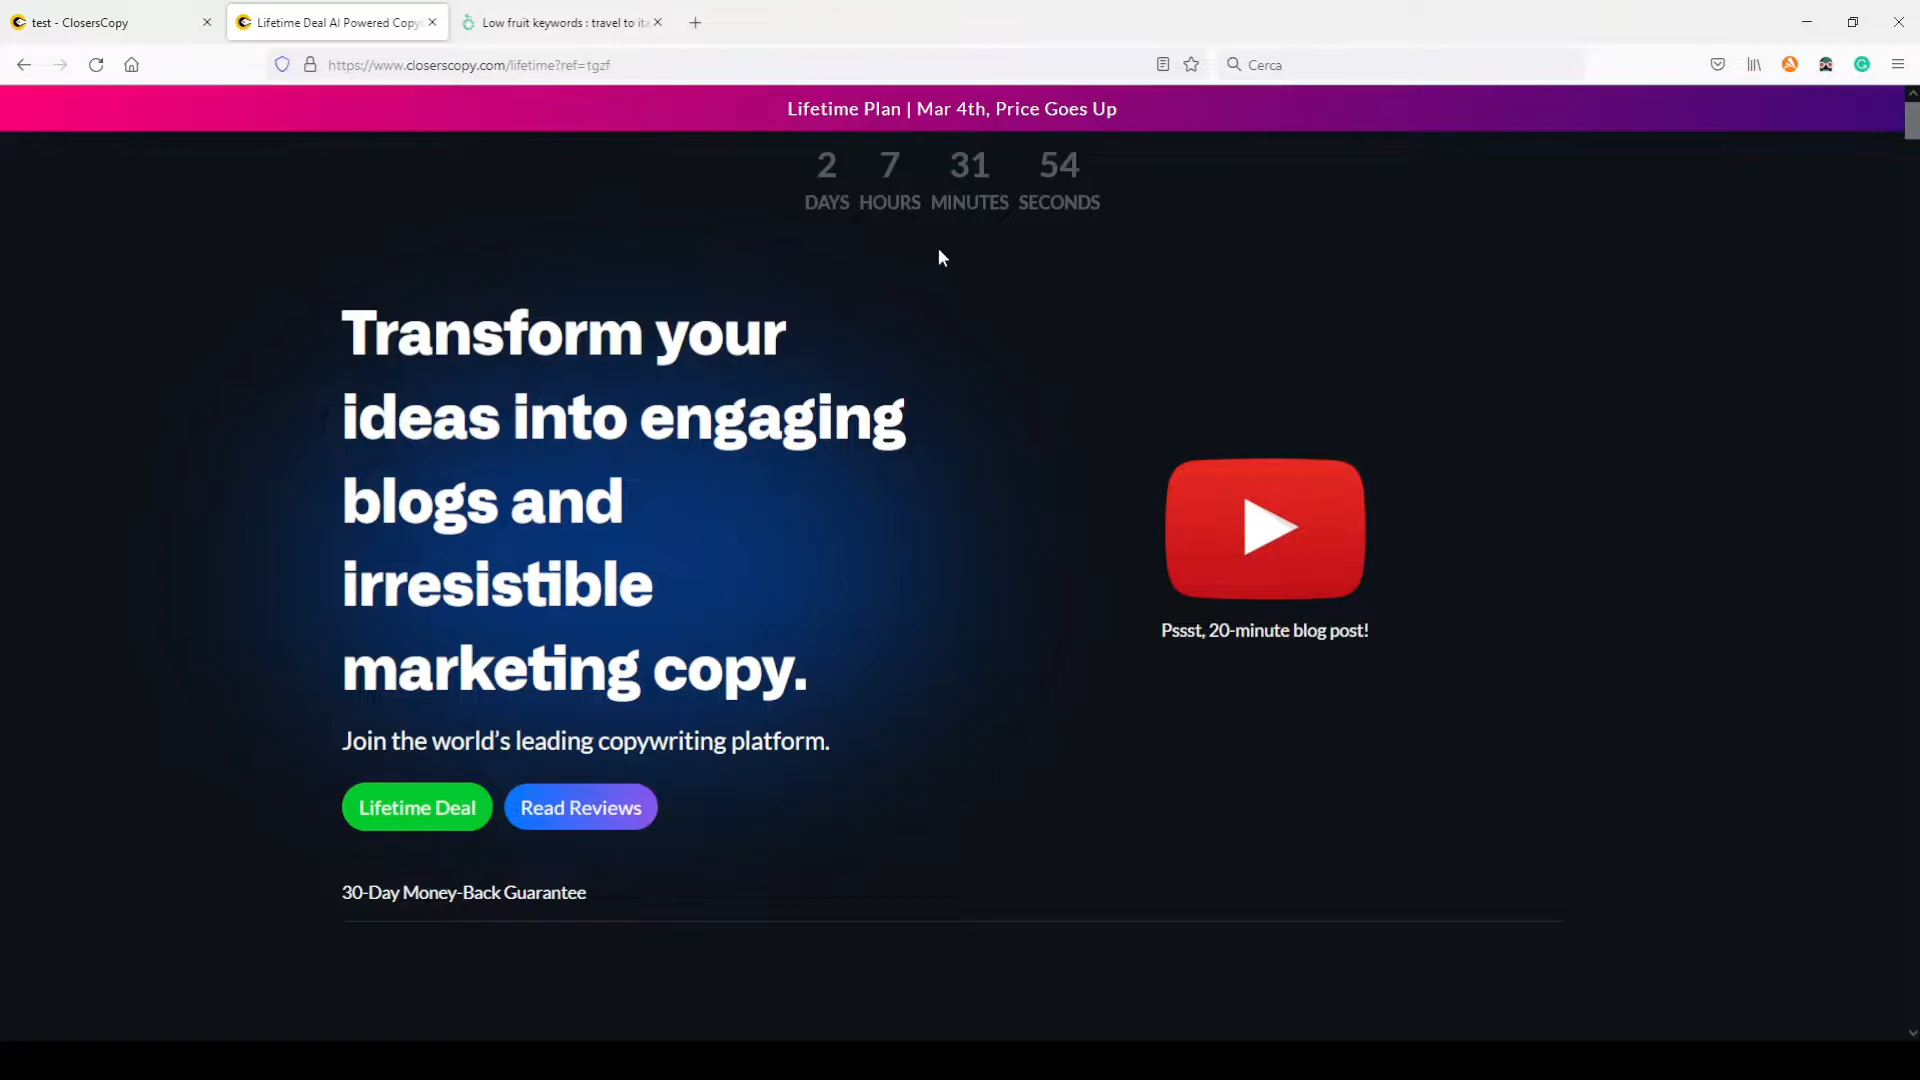 test - ClosersCopy
Lifetime Deal AI Powered Copy
Low fruit keywords : travel to ita
https://www.closerscopy.com/lifetime?ref=tgzf
Cerca
Lifetime Plan | Mar 4th, Price Goes Up
2 7 31 54
DAYS HOURS MINUTES SECONDS
Transform your
ideas into engaging
blogs and
irresistible
marketing copy.
Join the world’s leading copywriting platform.
Lifetime Deal
Read Reviews
30-Day Money-Back Guarantee
Pssst, 20-minute blog post!